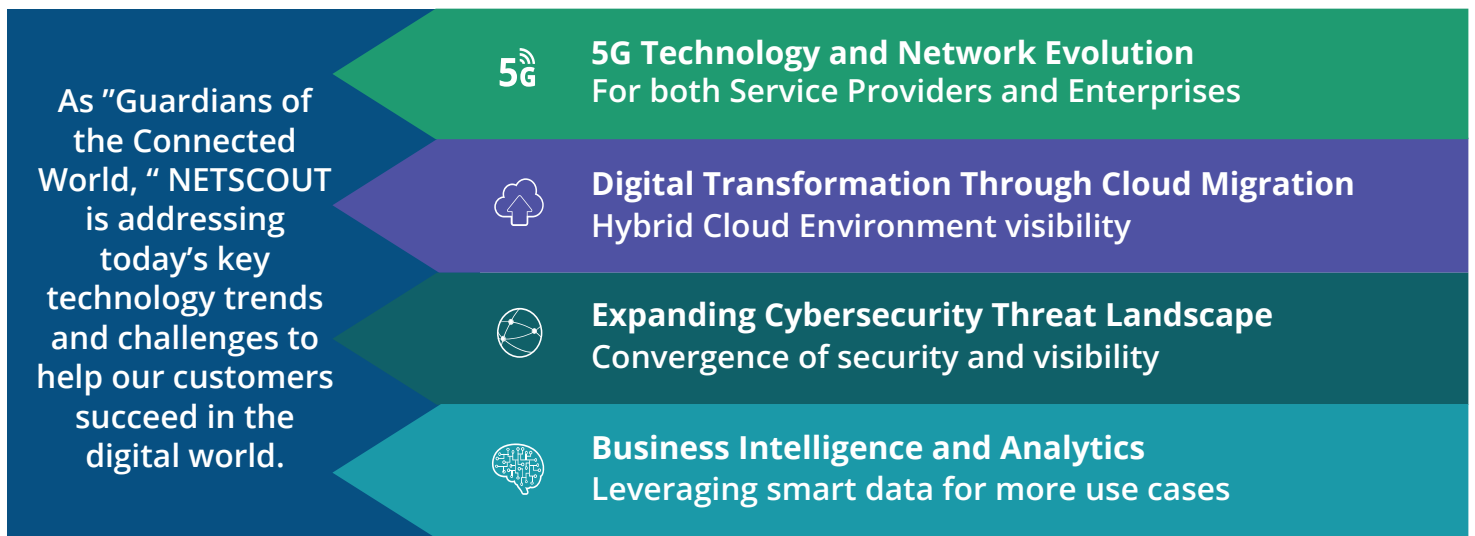 As ”Guardians of
the Connected
World, “ NETSCOUT
is addressing
today’s key
technology trends
and challenges to
help our customers
succeed in the
digital world.
5G
5G Technology and Network Evolution
For both Service Providers and Enterprises
Digital Transformation Through Cloud Migration
Hybrid Cloud Environment visibility
Expanding Cybersecurity Threat Landscape
Convergence of security and visibility
Business Intelligence and Analytics
Leveraging smart data for more use cases